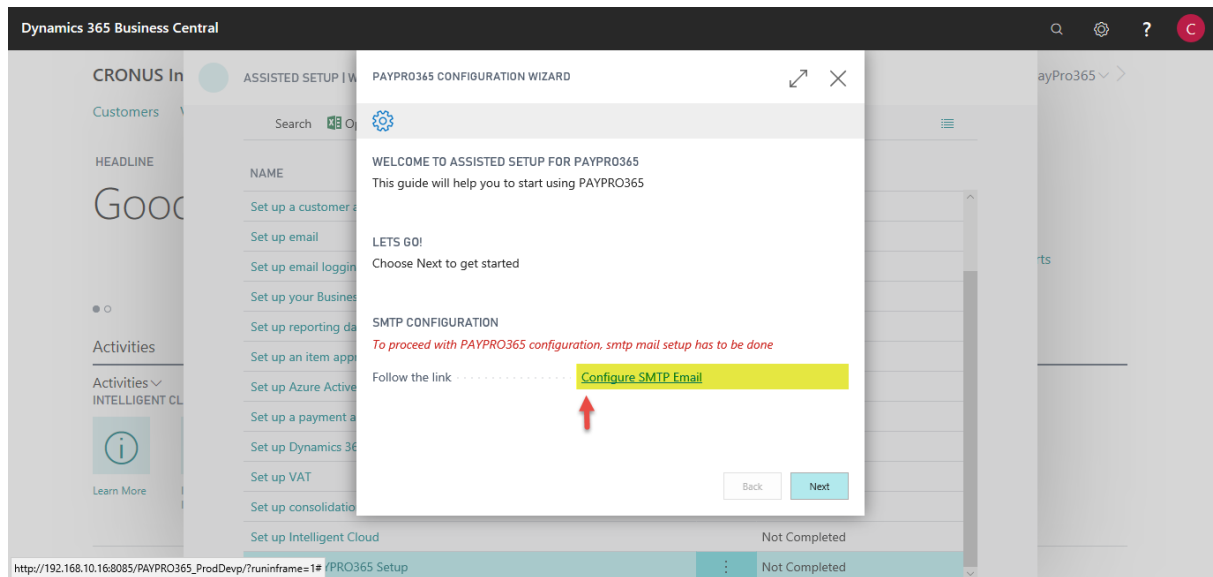 Dynamics 365 Business Central
?
C
CRONUS In
ASSISTED SETUP | W
PAYPRO365 CONFIGURATION WIZARD
ayPro365
Customers
Search
HEADLINE
NAME
WELCOME TO ASSISTED SETUP FOR PAYPRO365
This guide will help you to start using PAYPRO365
Set up a customer a
Set up email
LETS GO!
Set up email loggin
Choose Next to get started
rts
Set up your Busines
Set up reporting da
SMTP CONFIGURATION
Activities
To proceed with PAYPRO365 configuration, smtp mail setup has to be done
Set up an item appr
Activities
Set up Azure Active
Follow the link
Configure SMTP Email
INTELLIGENT CL
Set up a payment a
Set up Dynamics 36
Set up VAT
Learn More
Back
Next
Set up consolidatio
Set up Intelligent Cloud
Not Completed
http://192.168.10.16:8085/PAYPRO365_ProdDevp/?runinframe=1#
YPRO365 Setup
Not Completed